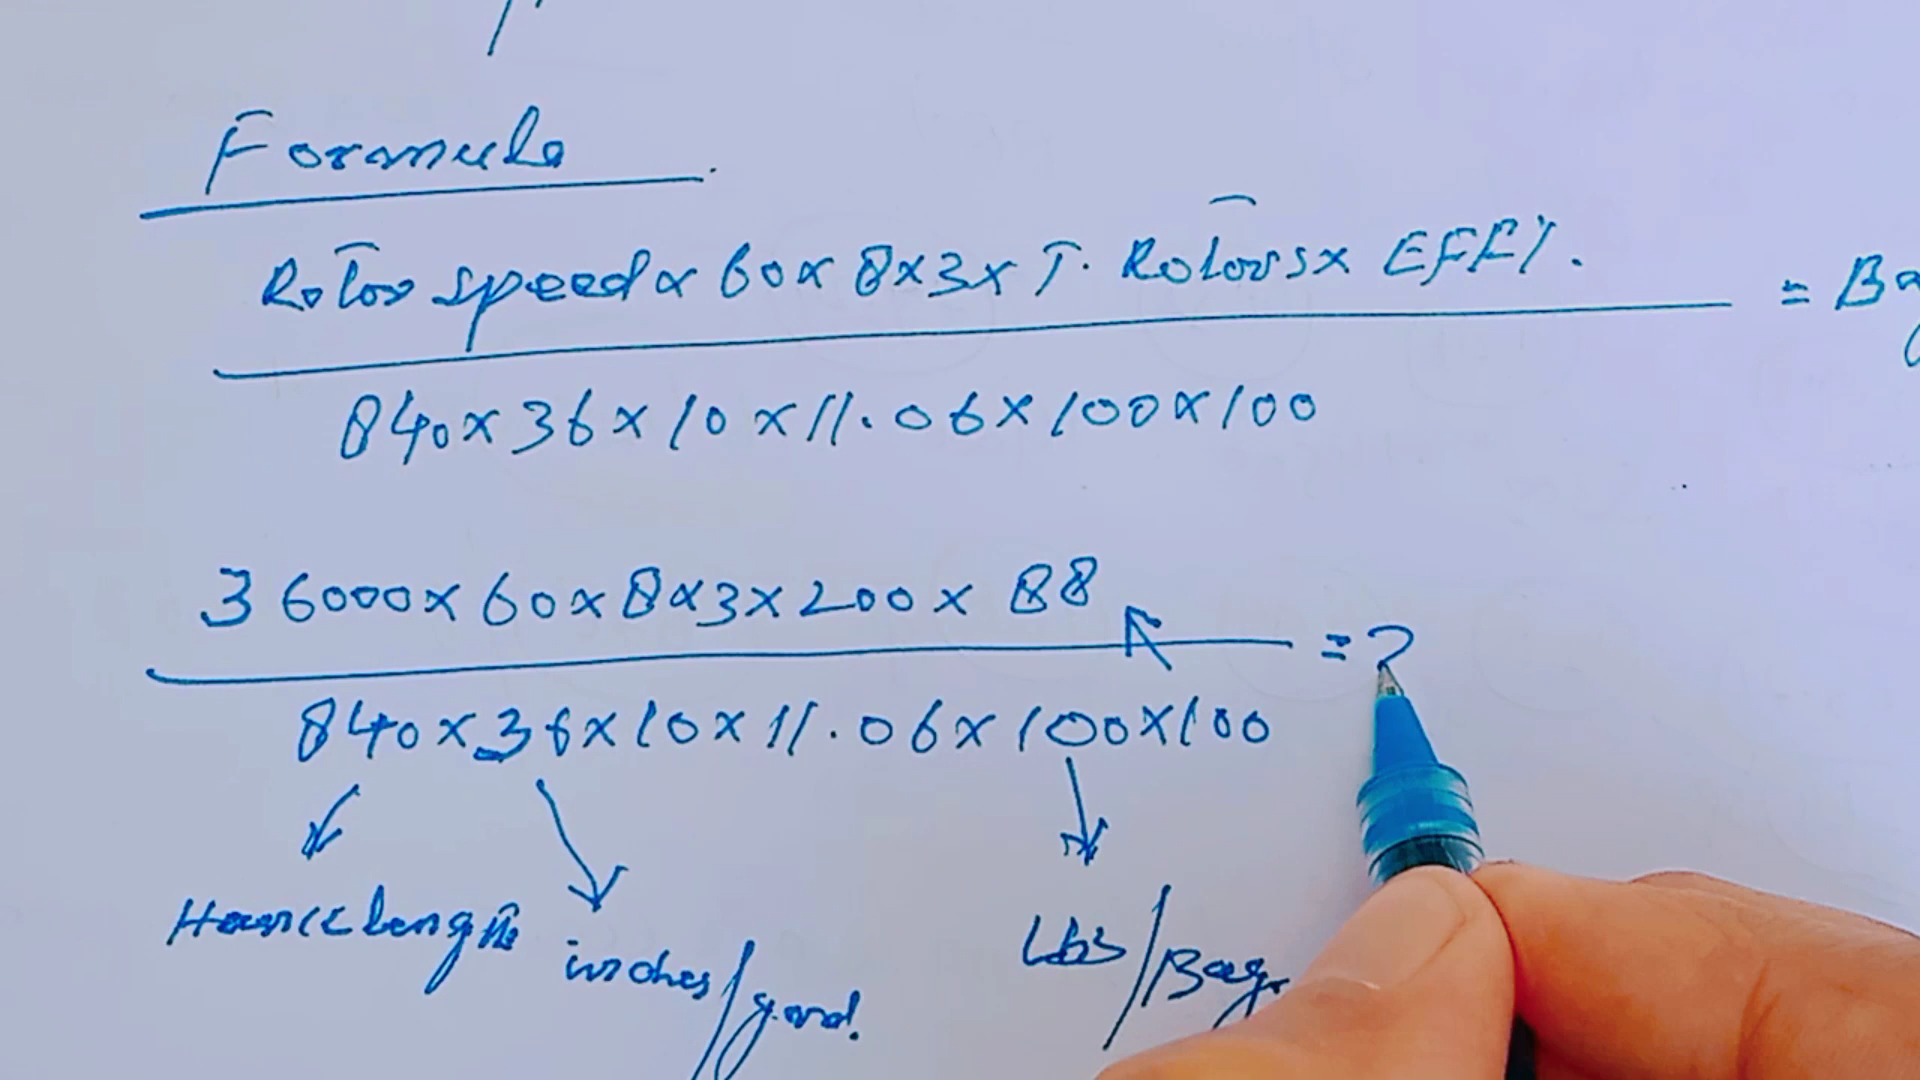 Formula
Rotor speed x 60 x 8 x 3 x T. Rotors x EFF%. =
840 x 36 x 10 x 11.06 x 100 x 100
36000 x 60 x 8 x 3 x 200 x 88 = ?
840 x 36 x 10 x 11.06 x 100 x 100
length inches/yard. Lbs/Bag.